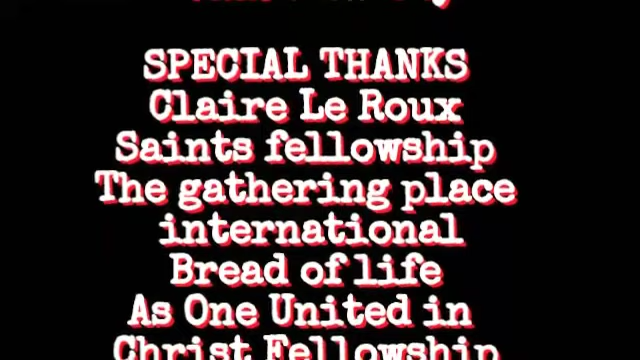 SPECIAL THANKS
Claire Le Roux
Saints fellowship
The gathering place
international
Bread of life
As One United in
Christ Fellowship